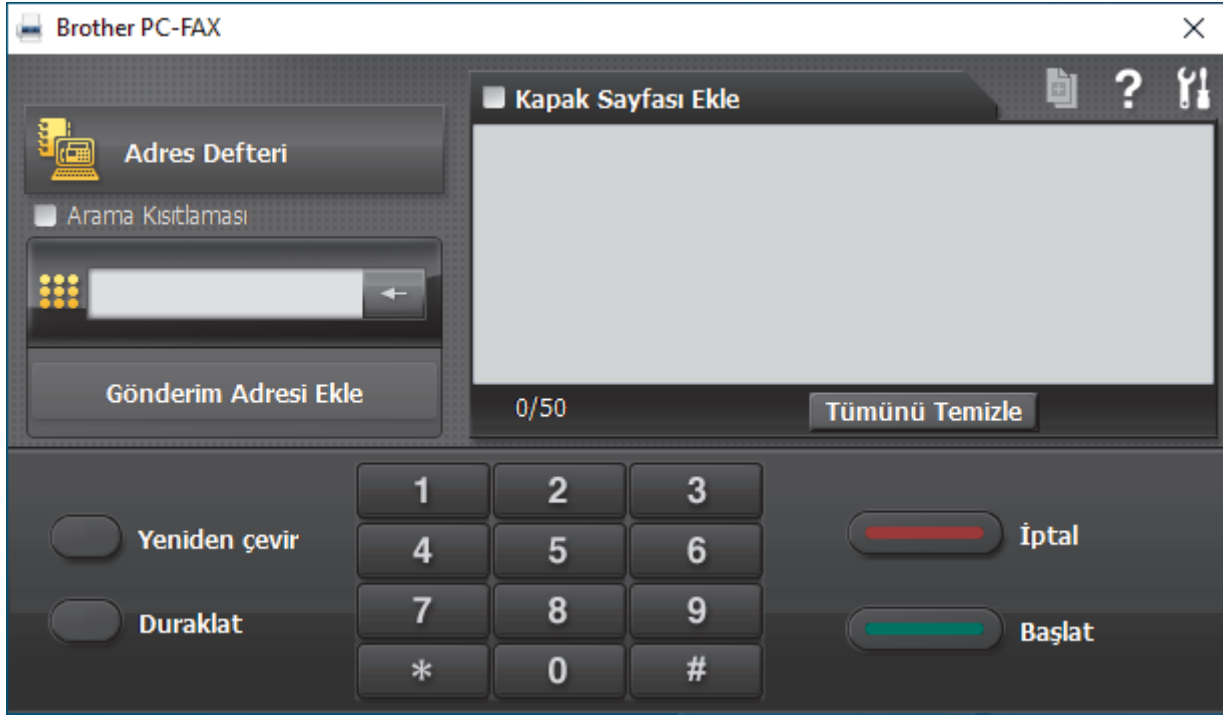 Brother PC-FAX
Kapak Sayfası Ekle
?
Adres Defteri
Arama Kısıtlaması
Gönderim Adresi Ekle
0/50
Tümünü Temizle
1 2 3
Yeniden çevir
4 5 6
İptal
7 8 9
Duraklat
Başlat
* 0 #